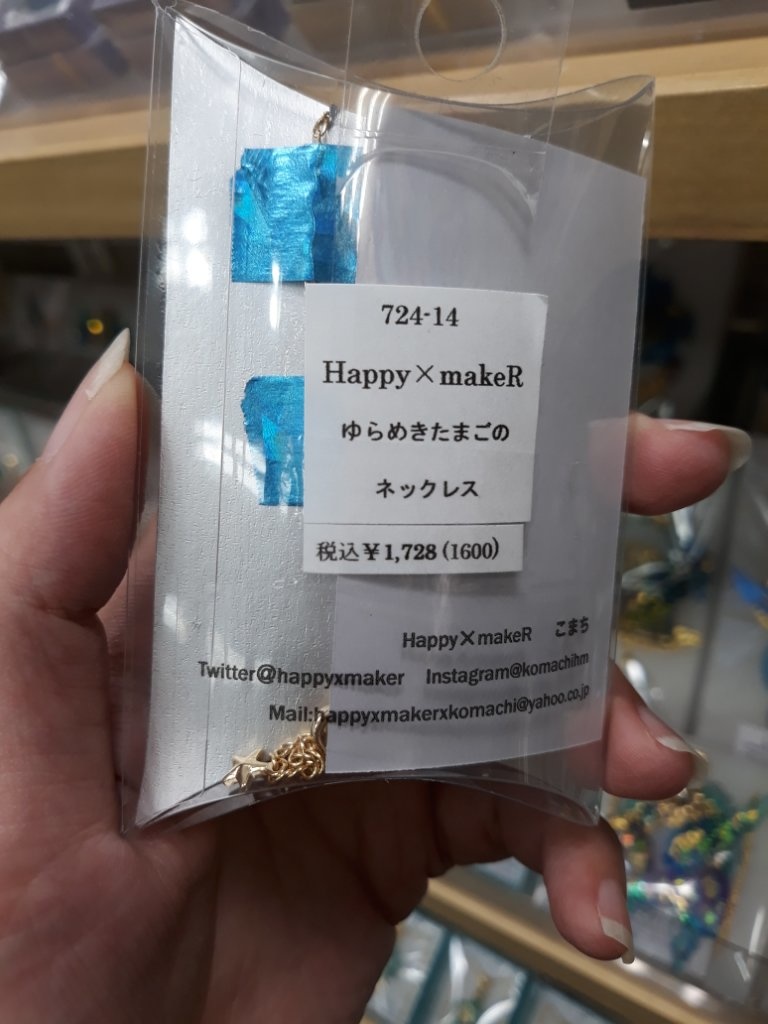 724-14
Happy×makeR
ゆらめきたまごの
ネックレス
税込￥1,728(1600)
Happy×makeR こまち
Twitter@happyxmaker Instagram@komachihm
Mail:happyxmakerxkomachi@yahoo.co.jp